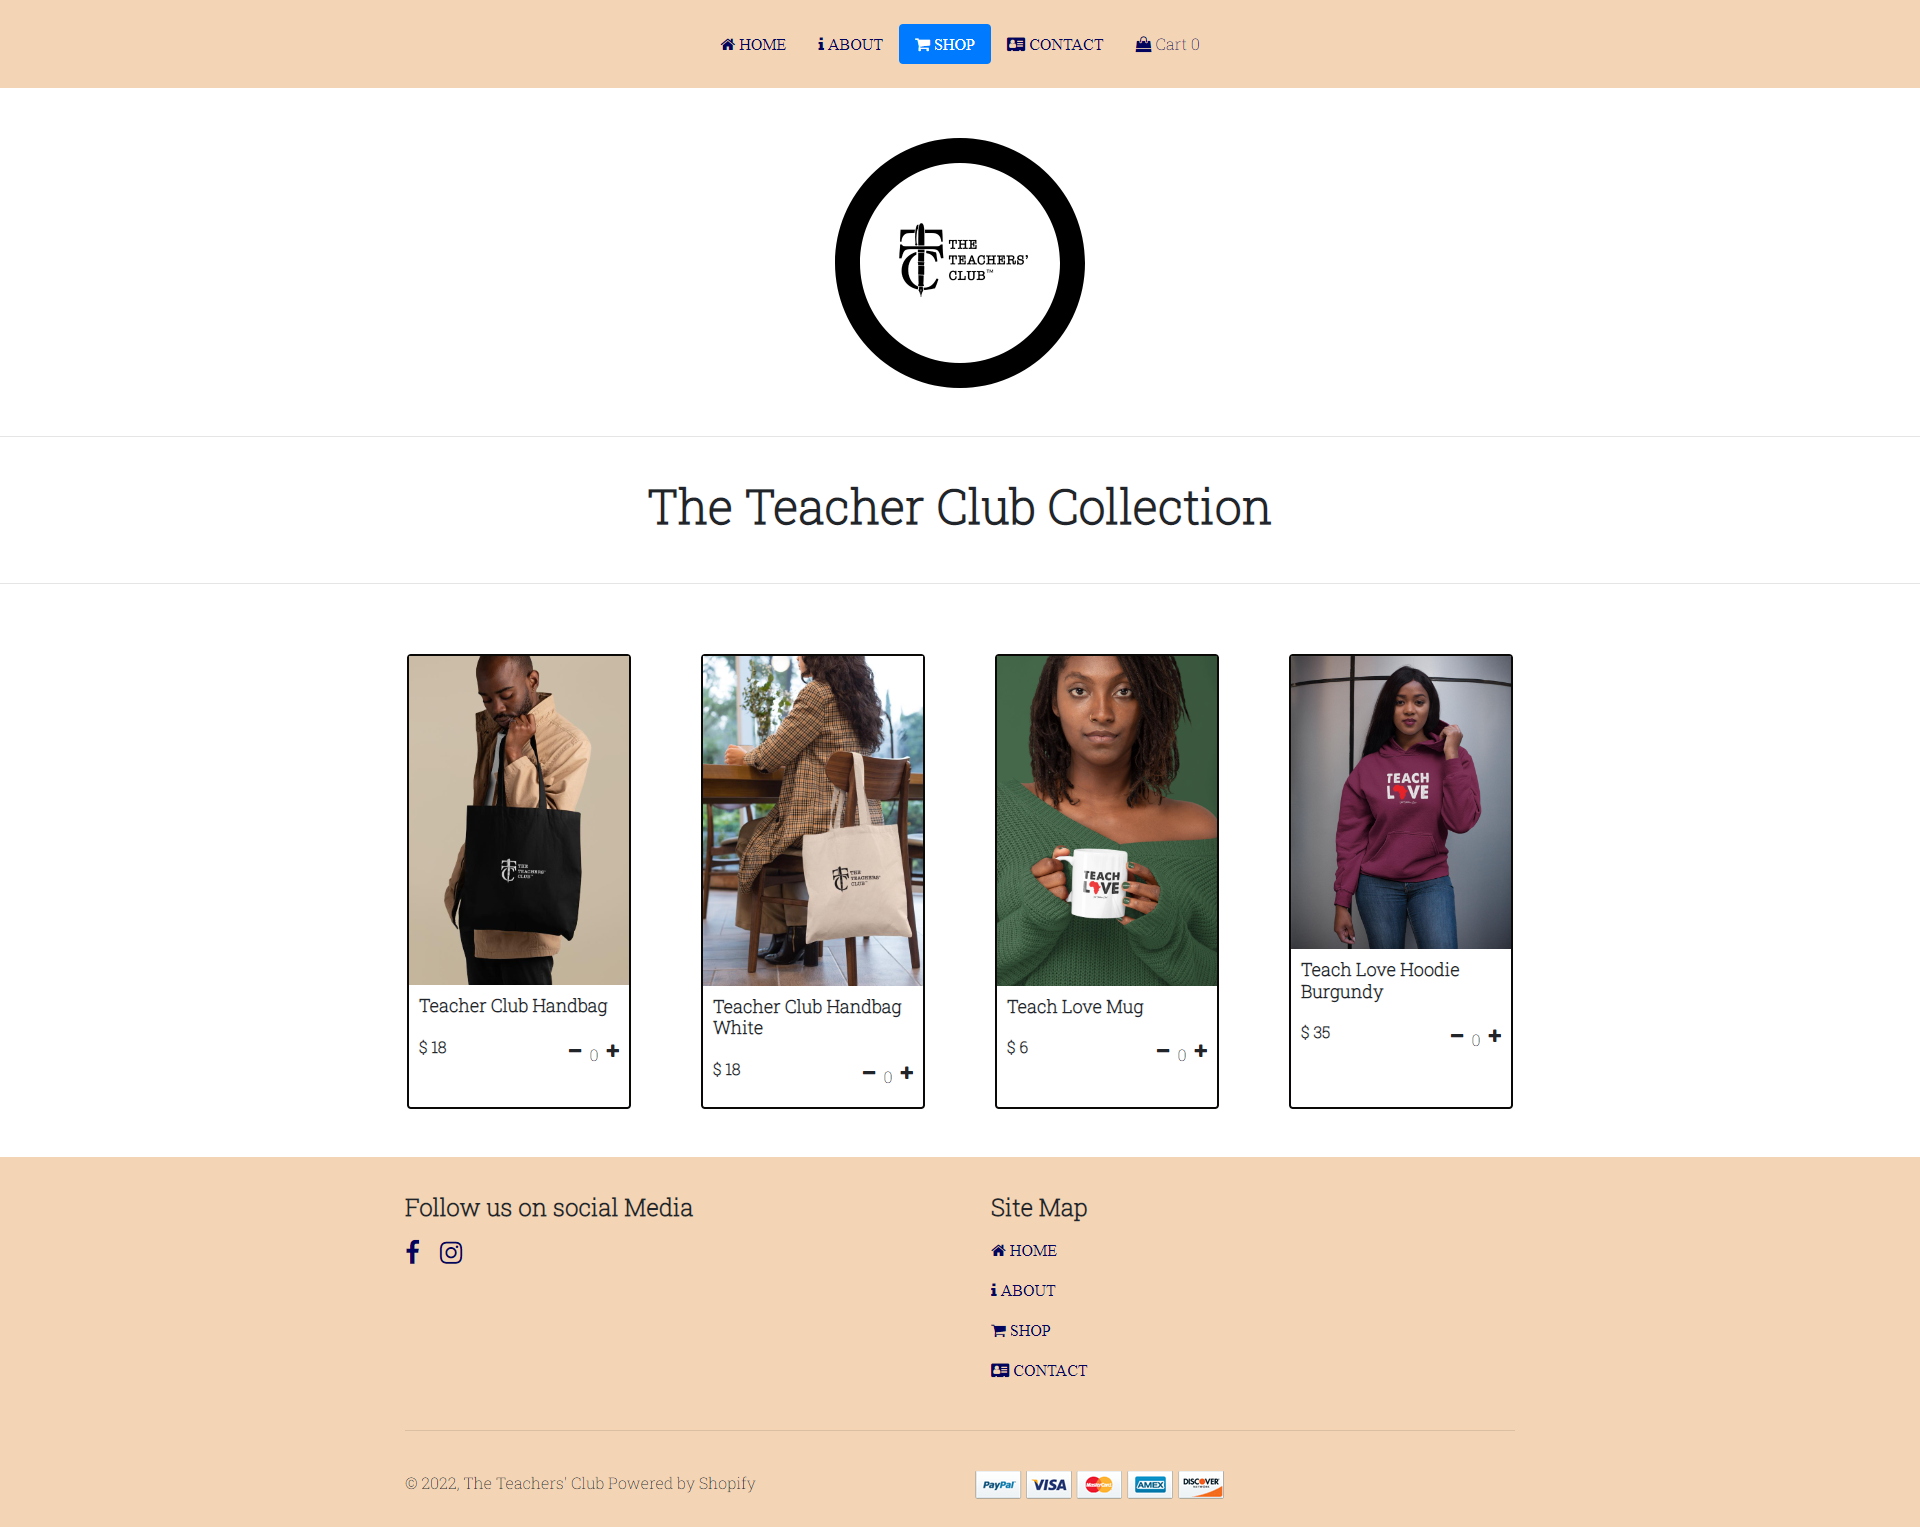 HOME ABOUT SHOP CONTACT Cart 0
THE
TEACHERS'
CLUB™
The Teacher Club Collection
THE
TEACHERS'
CLUB
THE
TEACHERS'
CLUB
TEACH
LOVE
TEACH
LOVE
Teacher Club Handbag
$ 18
0
Teacher Club Handbag
White
$ 18
0
Teach Love Mug
$ 6
0
Teach Love Hoodie
Burgundy
$ 35
0
Follow us on social Media
Site Map
HOME
ABOUT
SHOP
CONTACT
© 2022, The Teachers' Club Powered by Shopify
PayPal VISA MasterCard AMEX DISCOVER